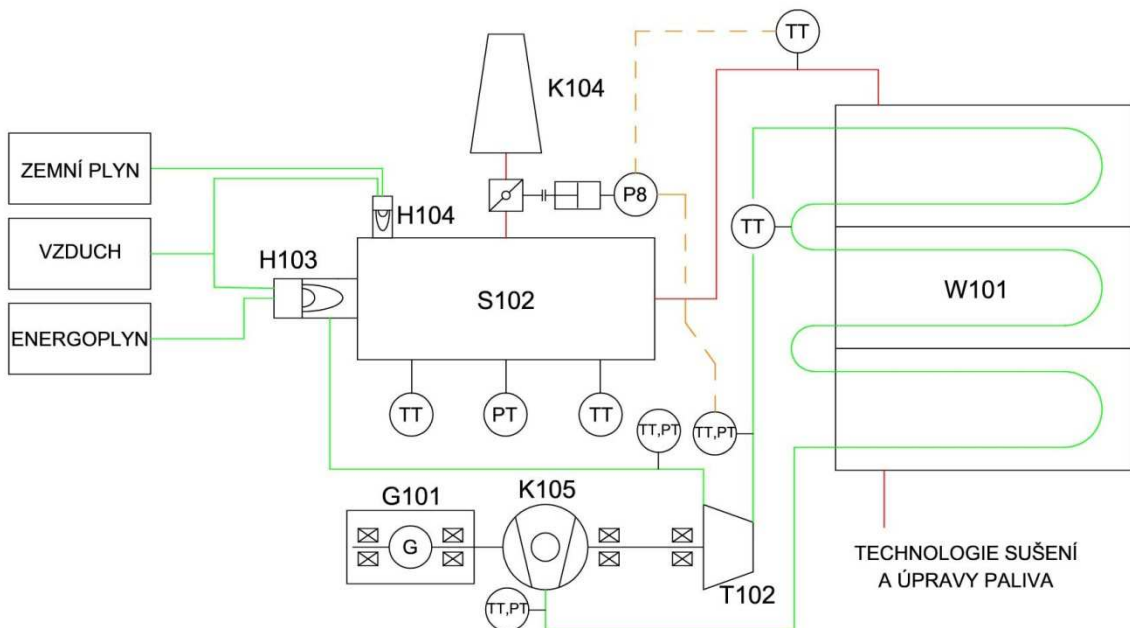 TT
K104
ZEMNÍ PLYN
P8
H104
TT
VZDUCH
H103
S102
W101
ENERGOPLYN
TT
PT
TT
TT,PT
TT,PT
G101
K105
G
TECHNOLOGIE SUŠENÍ
A ÚPRAVY PALIVA
T102
TT,PT